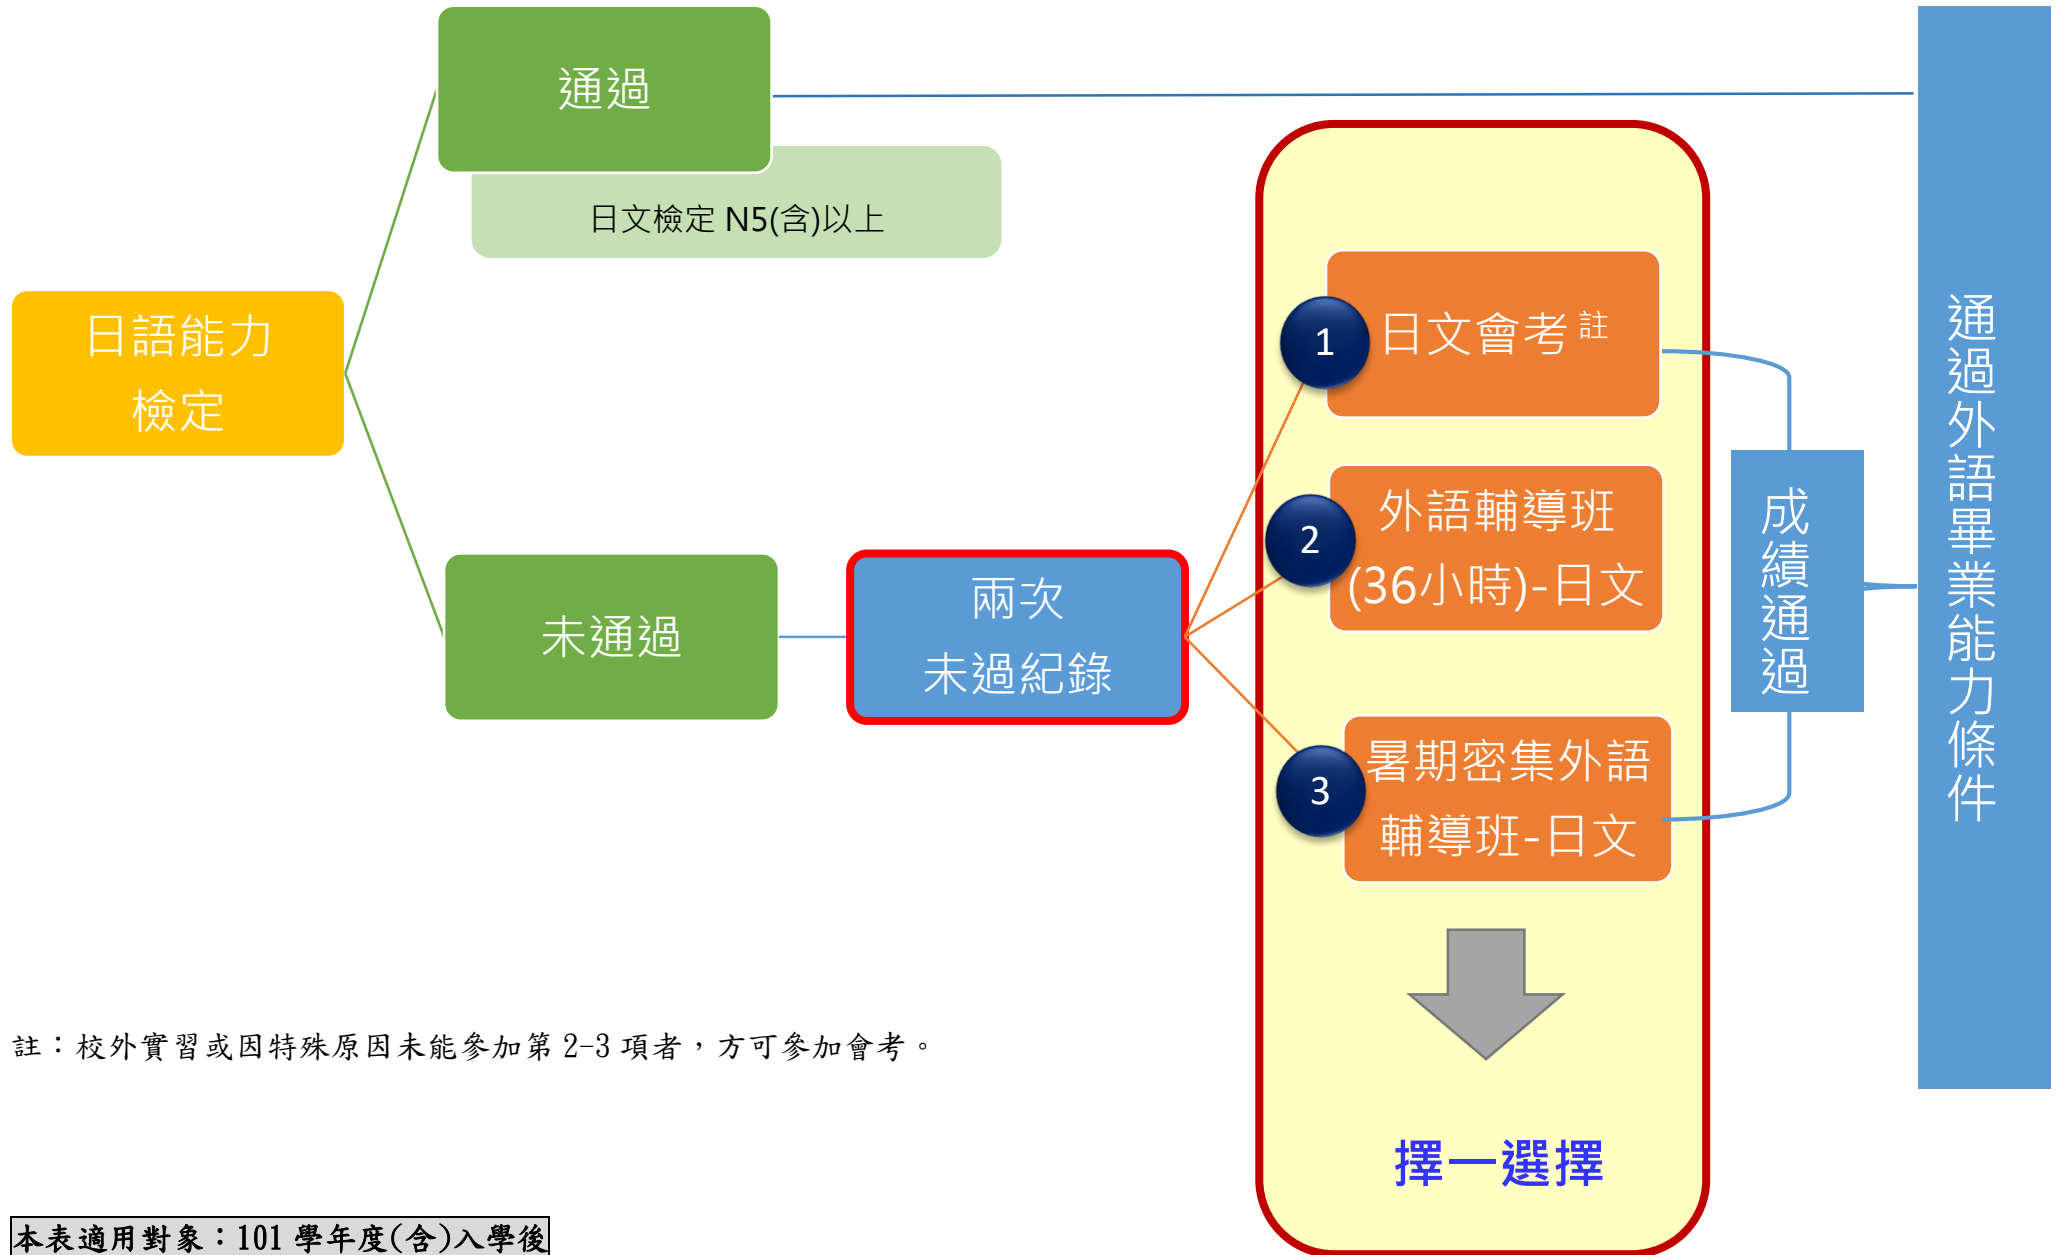 通過
日文檢定 N5(含)以上
日語能力
檢定
未通過
兩次
未過紀錄
1
日文會考 註
2
外語輔導班
(36小時)-日文
3
暑期密集外語
輔導班-日文
擇一選擇
成績通過
通過外語畢業能力條件
註：校外實習或因特殊原因未能參加第 2-3 項者，方可參加會考。
本表適用對象：101 學年度(含)入學後